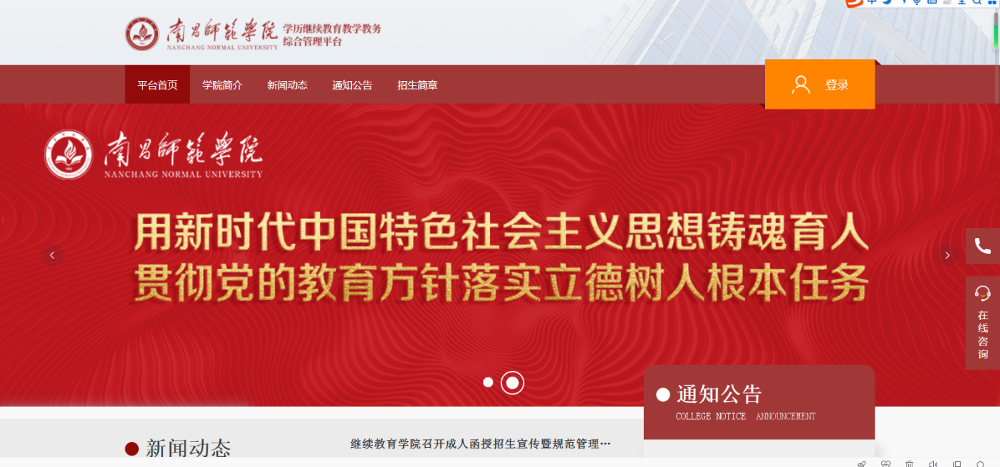 南昌師範學院
NANCHANG NORMAL UNIVERSITY
学历继续教育教学教务
综合管理平台
平台首页
学院简介
新闻动态
通知公告
招生简章
登录
南昌師範學院
NANCHANG NORMAL UNIVERSITY
用新时代中国特色社会主义思想铸魂育人
贯彻党的教育方针落实立德树人根本任务
在线咨询
通知公告
COLLEGE NOTICE ANNOUNCEMENT
新闻动态
继续教育学院召开成人函授招生宣传暨规范管理···